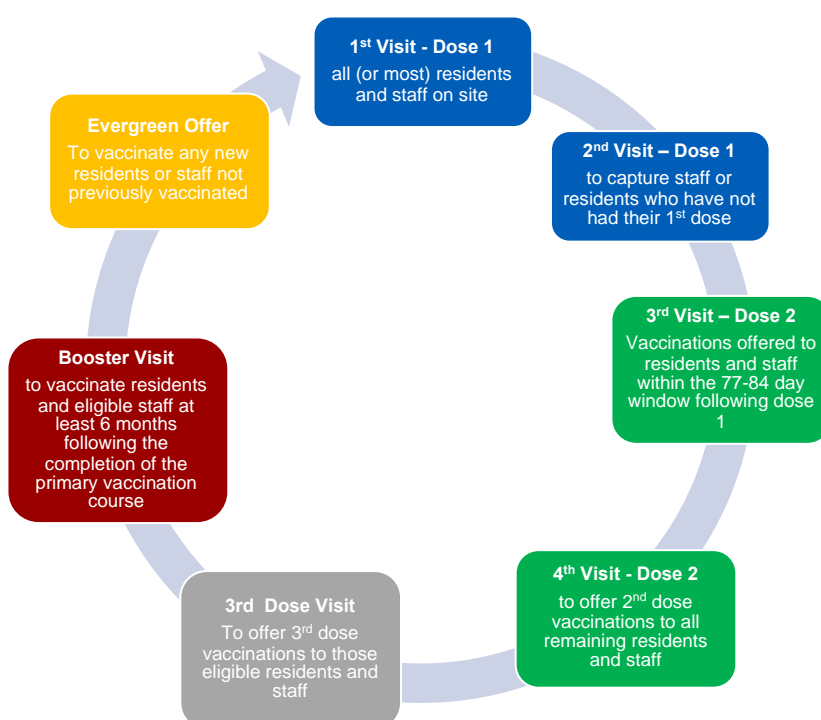 1st Visit - Dose 1
all (or most) residents
and staff on site
2nd Visit – Dose 1
to capture staff or
residents who have not
had their 1st dose
3rd Visit – Dose 2
Vaccinations offered to
residents and staff
within the 77-84 day
window following dose
1
4th Visit - Dose 2
to offer 2nd dose
vaccinations to all
remaining residents
and staff
3rd Dose Visit
To offer 3rd dose
vaccinations to those
eligible residents and
staff
Booster Visit
to vaccinate residents
and eligible staff at
least 6 months
following the
completion of the
primary vaccination
course
Evergreen Offer
To vaccinate any new
residents or staff not
previously vaccinated